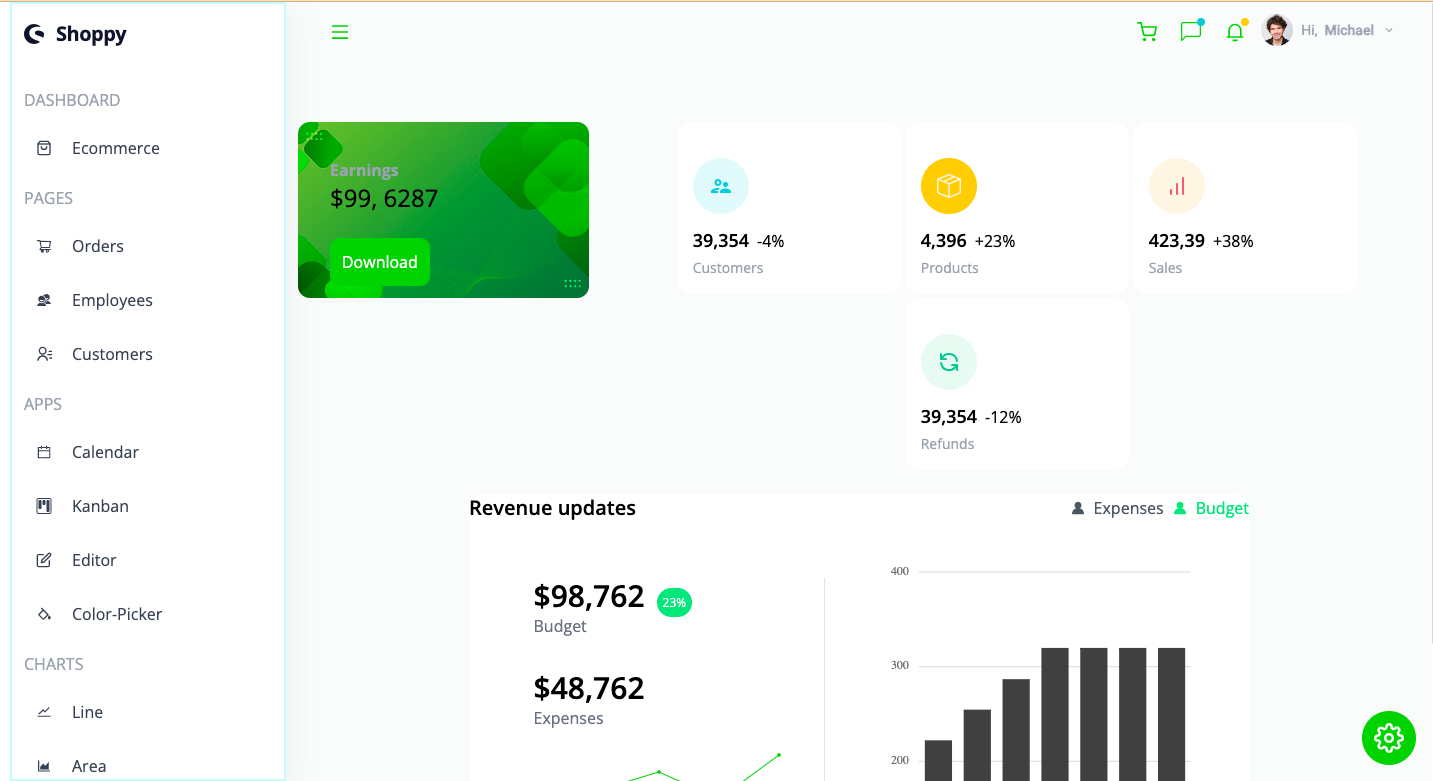 Shoppy
Hi, Michael
DASHBOARD
Ecommerce
PAGES
Orders
Employees
Customers
APPS
Calendar
Kanban
Editor
Color-Picker
CHARTS
Line
Area
Earnings
$99, 6287
Download
39,354 -4%
Customers
4,396 +23%
Products
423,39 +38%
Sales
39,354 -12%
Refunds
Revenue updates
Expenses
Budget
$98,762 23%
Budget
$48,762
Expenses
400
300
200